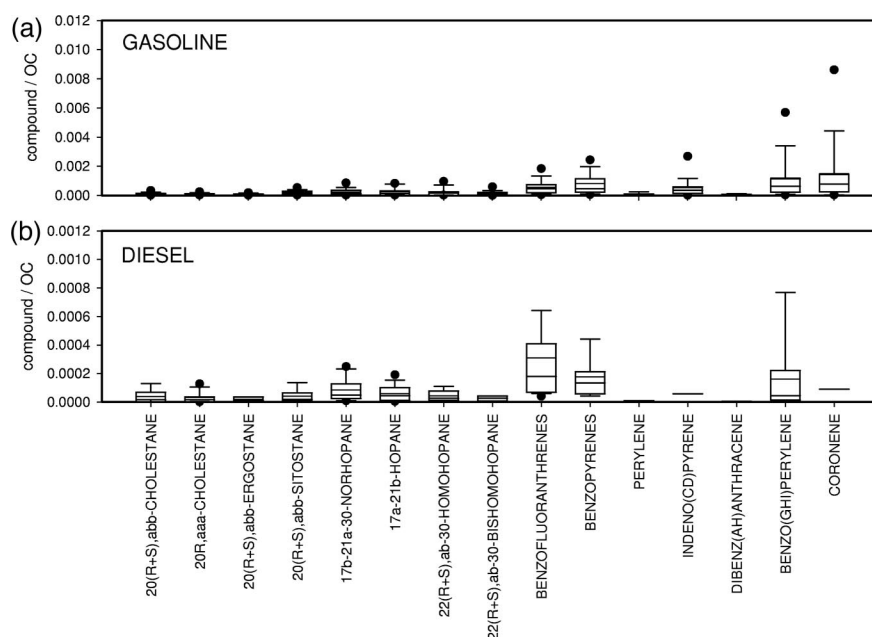 (a)
GASOLINE
compound / OC
0.012
0.010
0.008
0.006
0.004
0.002
0.000
(b)
DIESEL
compound / OC
0.0012
0.0010
0.0008
0.0006
0.0004
0.0002
0.0000
20(R+S),abb-CHOLESTANE
20R,aaa-CHOLESTANE
20(R+S),abb-ERGOSTANE
20(R+S),abb-SITOSTANE
17b-21a-30-NORHOPANE
17a-21b-HOPANE
22(R+S),ab-30-HOMOHOPANE
22(R+S),ab-30-BISHOMOHOPANE
BENZOFLUORANTHRENES
BENZOPYRENES
PERYLENE
INDENO(CD)PYRENE
DIBENZ(AH)ANTHRACENE
BENZO(GHI)PERYLENE
CORONENE